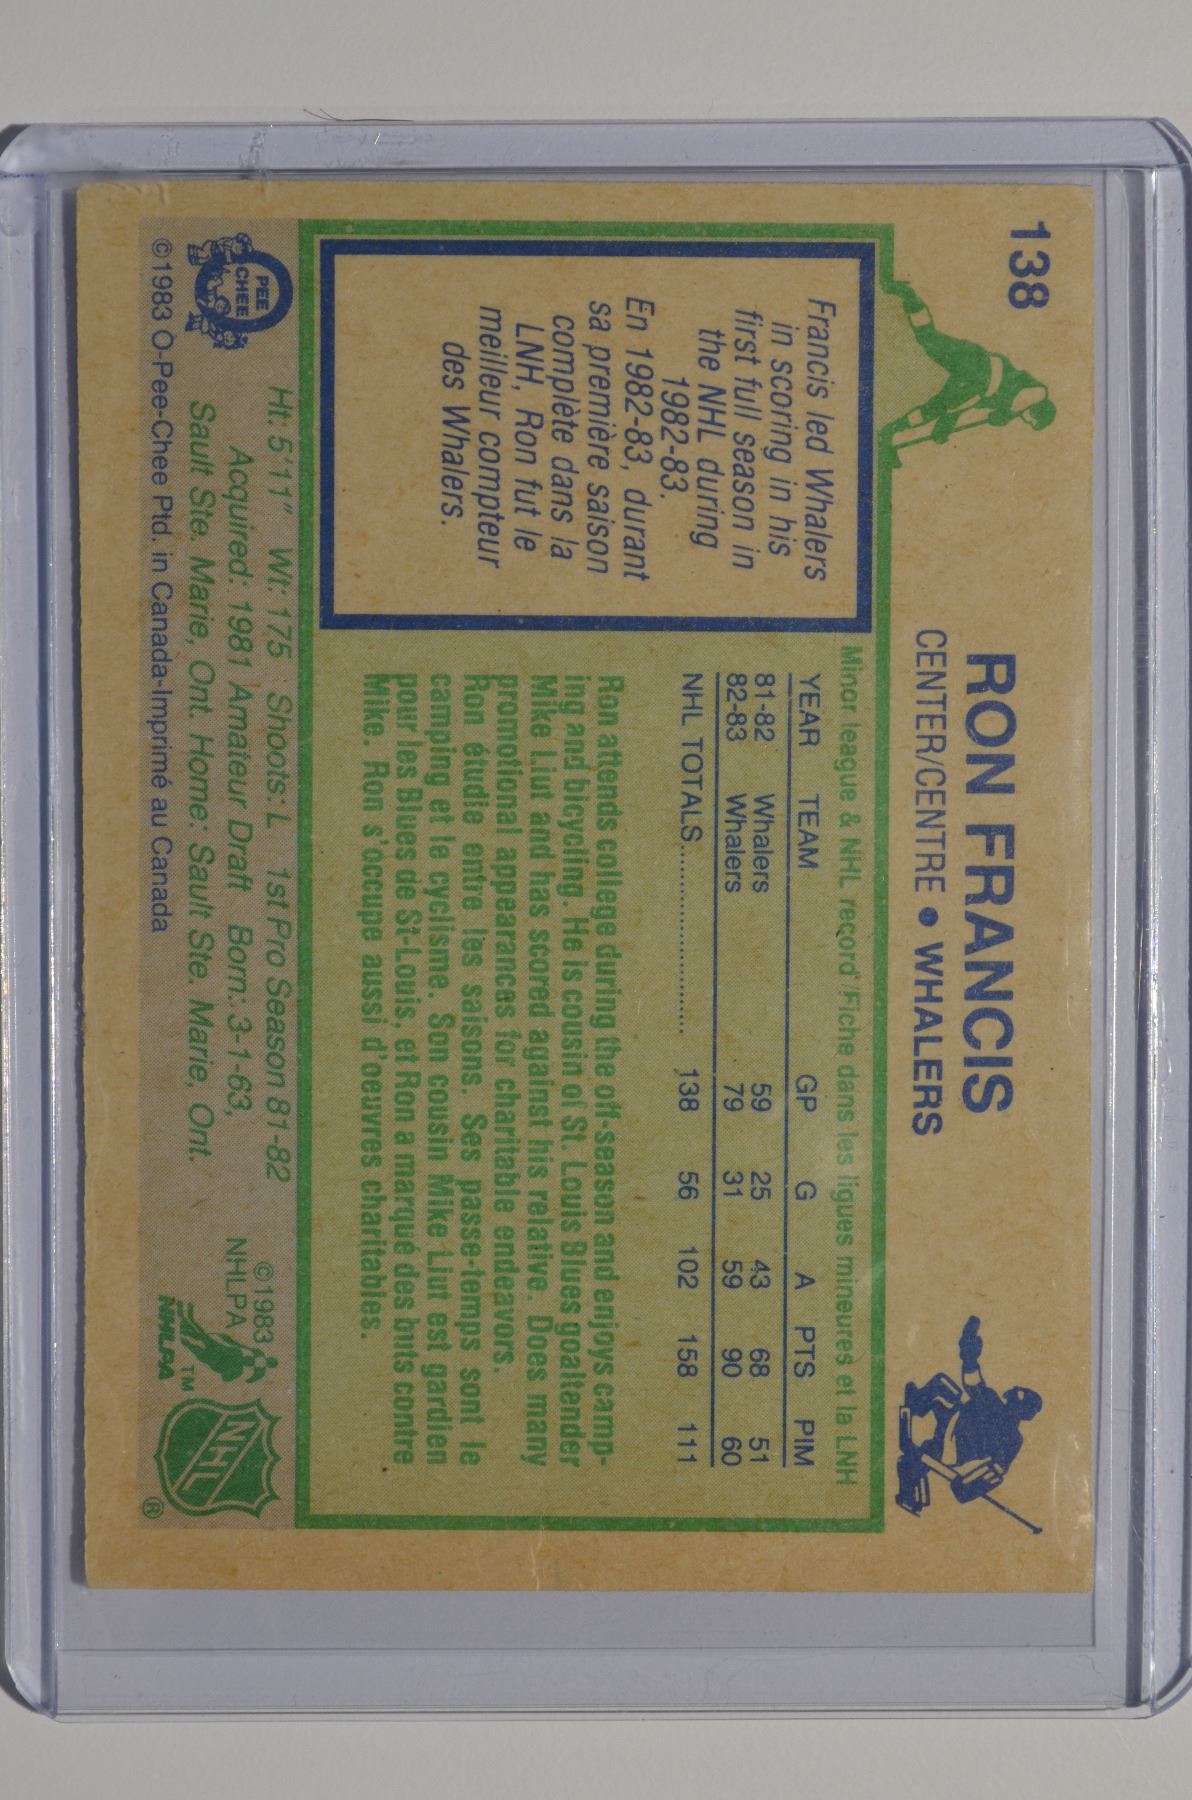 138
RON FRANCIS
CENTER/CENTRE • WHALERS
Francis led Whalers
in scoring in his
first full season in
the NHL during
1982-83.
En 1982-83, durant
sa première saison
complète dans la
LNH, Ron fut le
meilleur compteur
des Whalers.
Minor league & NHL record/Fiche dans les ligues mineures et la LNH
YEAR TEAM GP G A PTS PIM
81-82 Whalers 59 25 43 68 51
82-83 Whalers 79 31 59 90 60
NHL TOTALS.................... 138 56 102 158 111
Ron attends college during the off-season and enjoys camp-
ing and bicycling. He is cousin of St. Louis Blues goaltender
Mike Liut and has scored against his relative. Does many
promotional appearances for charitable endeavors.
Ron étudie entre les saisons. Ses passe-temps sont le
camping et le cyclisme. Son cousin Mike Liut est gardien
pour les Blues de St-Louis, et Ron a marqué des buts contre
Mike. Ron s'occupe aussi d'oeuvres charitables.
O PEE CHEE
Ht: 5'11" Wt: 175 Shoots: L 1st Pro Season 81-82
Acquired: 1981 Amateur Draft Born: 3-1-63,
Sault Ste. Marie, Ont. Home: Sault Ste. Marie, Ont.
©1983 O-Pee-Chee Ptd. in Canada-Imprimé au Canada
©1983
NHLPA
TM
NHLPA
NHL
®